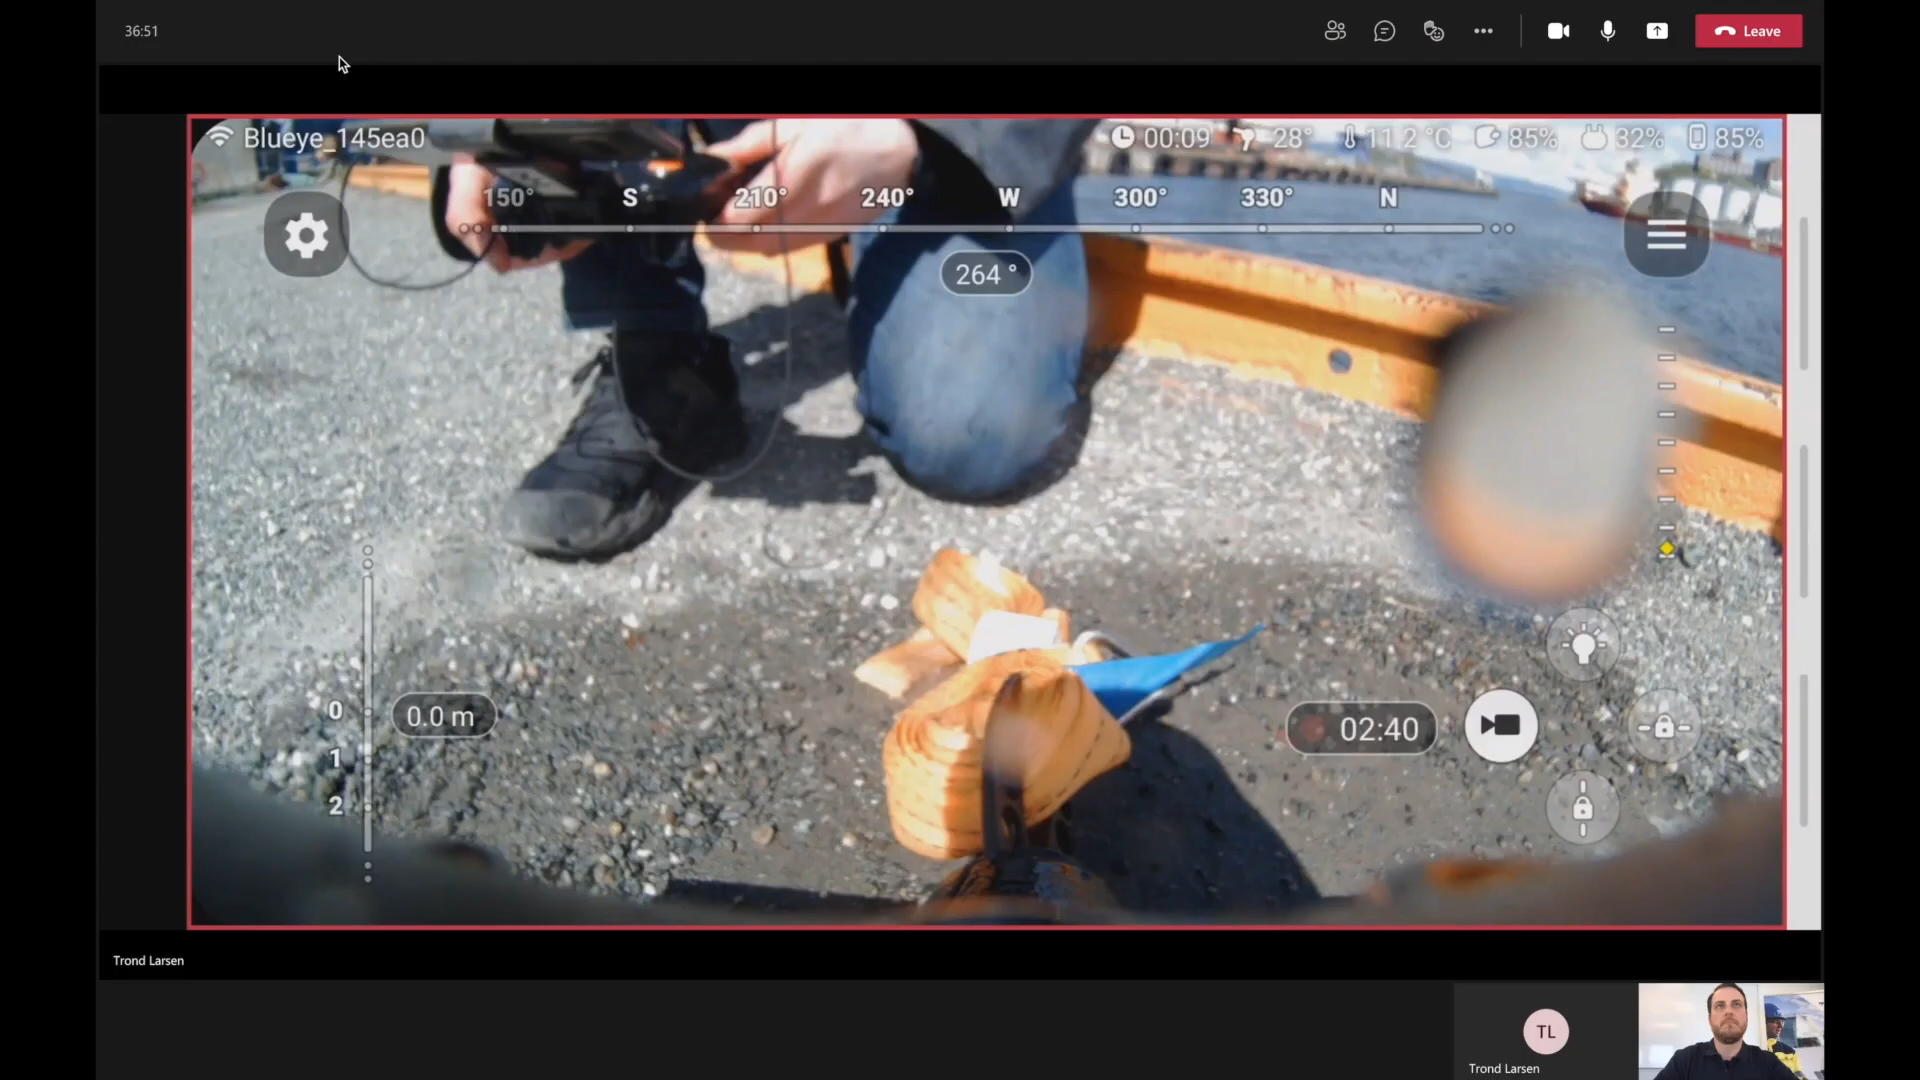 36:51
Leave
Blueye_145ea0
00:09
28°
11.2 °C
85%
32%
85%
150°
S
210°
240°
W
300°
330°
N
264 °
0
0.0 m
1
2
02:40
Trond Larsen
TL
Trond Larsen